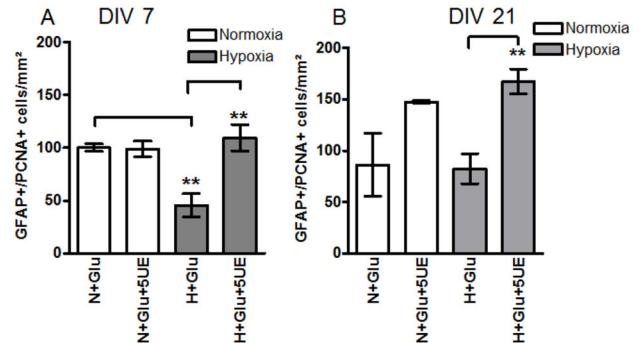 A
DIV 7
Normoxia
Hypoxia
GFAP+/PCNA+ cells/mm²
200
150
100
50
0
**
**
N+Glu
N+Glu+5UE
H+Glu
H+Glu+5UE
B
DIV 21
Normoxia
Hypoxia
GFAP+/PCNA+ cells/mm²
200
150
100
50
0
**
N+Glu
N+Glu+5UE
H+Glu
H+Glu+5UE